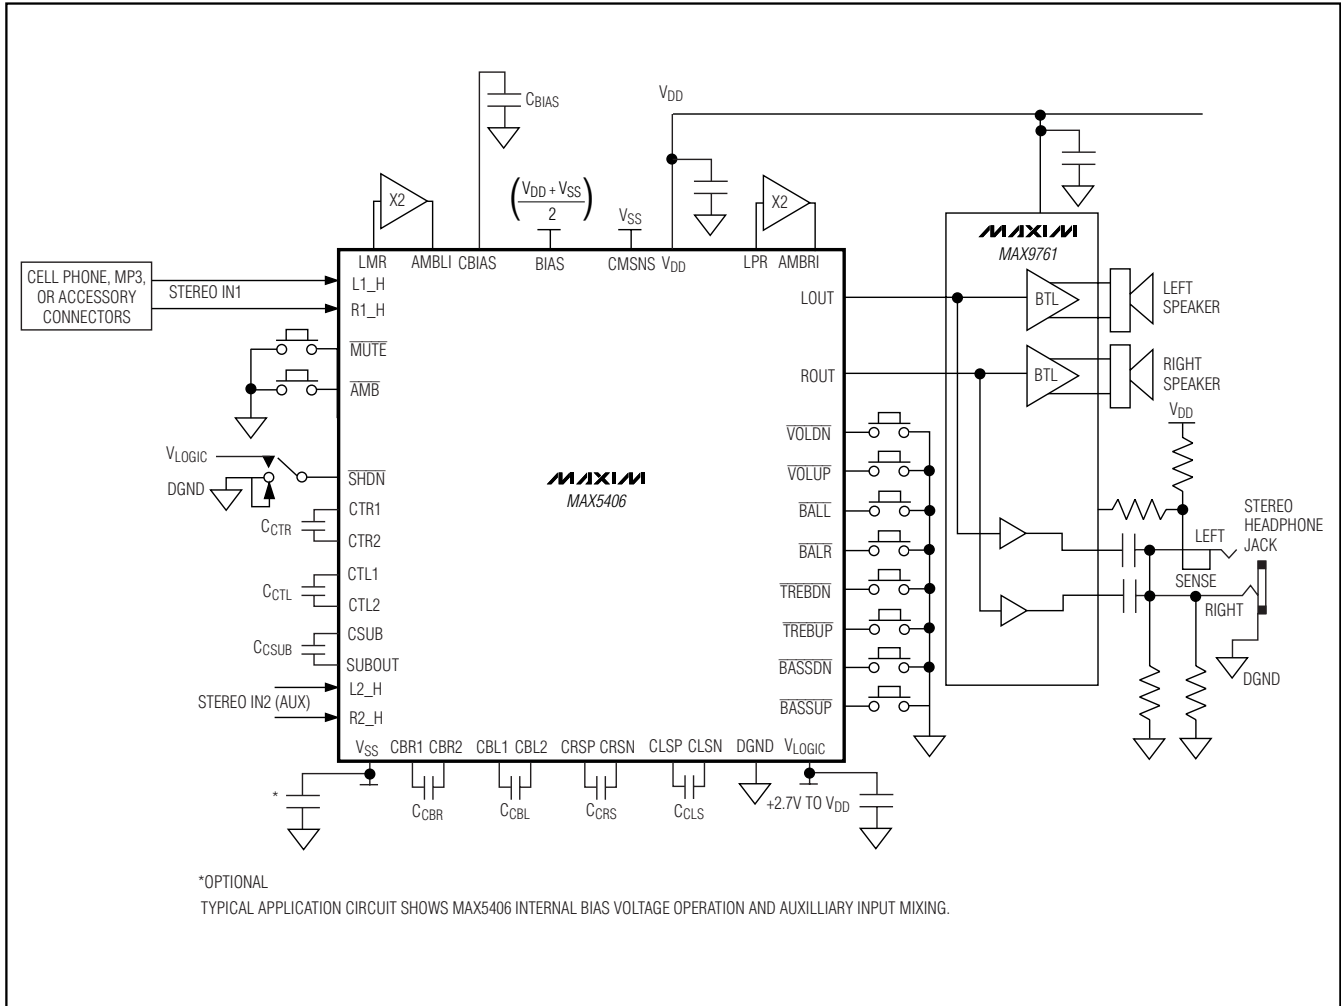 CBIAS
VDD
X2
(VDD + VSS
2)
VSS
X2
MAXIM
MAX9761
LMR AMBLI CBIAS BIAS CMSNS VDD LPR AMBRI
CELL PHONE, MP3,
OR ACCESSORY
CONNECTORS
STEREO IN1
L1_H
R1_H
MUTE
AMB
VLOGIC
DGND
SHDN
CCTR
CTR1
CTR2
CCTL
CTL1
CTL2
CCSUB
CSUB
SUBOUT
STEREO IN2 (AUX)
L2_H
R2_H
MAXIM
MAX5406
LOUT
ROUT
VOLDN
VOLUP
BALL
BALR
TREBDN
TREBUP
BASSDN
BASSUP
BTL
LEFT
SPEAKER
BTL
RIGHT
SPEAKER
VDD
STEREO
HEADPHONE
JACK
LEFT
SENSE
RIGHT
DGND
VSS CBR1 CBR2 CBL1 CBL2 CRSP CRSN CLSP CLSN DGND VLOGIC
*
CCBR
CCBL
CCRS
CCLS
+2.7V TO VDD
*OPTIONAL
TYPICAL APPLICATION CIRCUIT SHOWS MAX5406 INTERNAL BIAS VOLTAGE OPERATION AND AUXILLIARY INPUT MIXING.